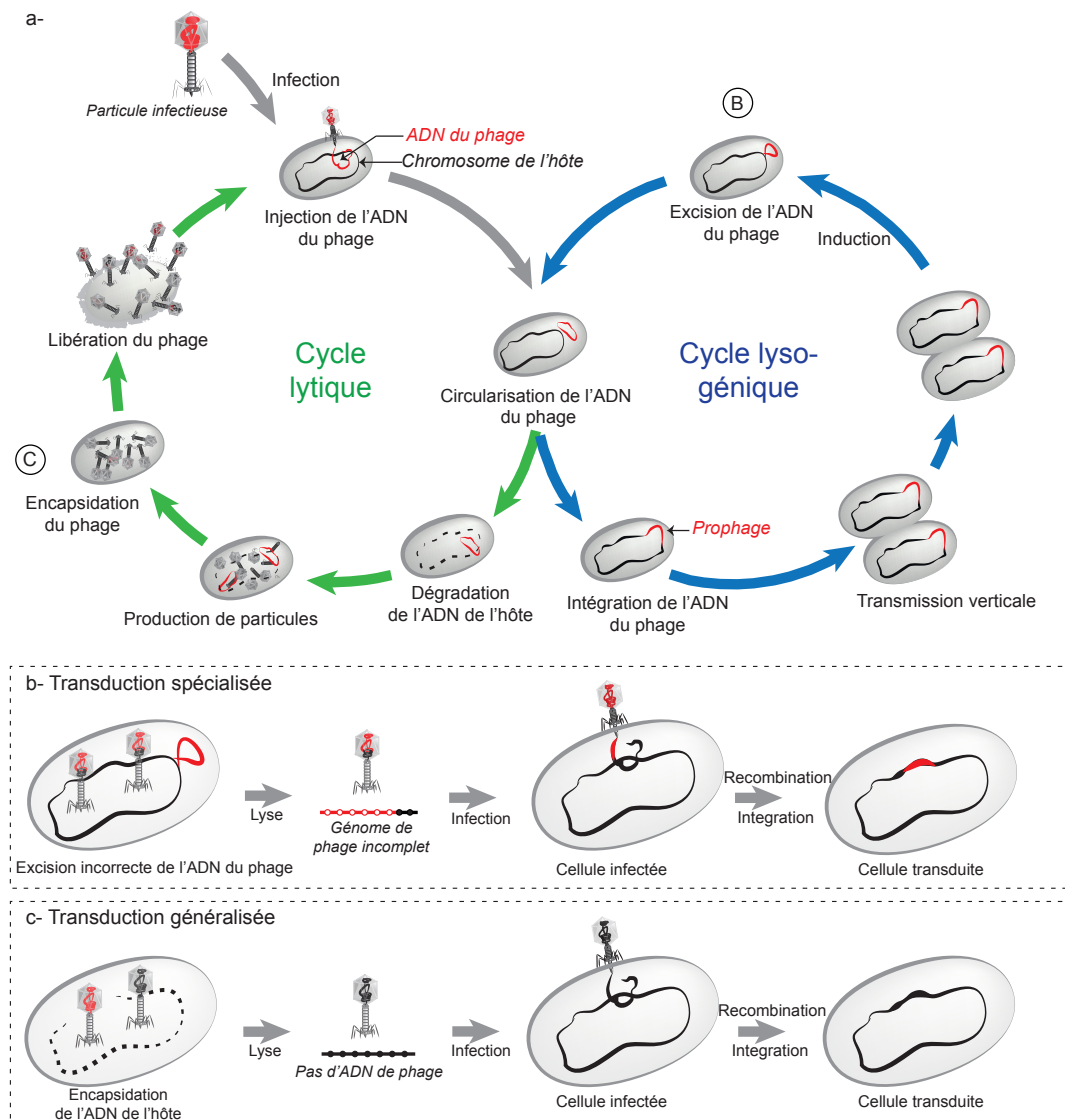 a-
Particule infectieuse
Infection
ADN du phage
Chromosome de l'hôte
Injection de l'ADN
du phage
B
Excision de l'ADN
du phage
Induction
Libération du phage
Cycle
lytique
Circularisation de l'ADN
du phage
Cycle lyso-
génique
C
Encapsidation
du phage
Production de particules
Dégradation
de l'ADN de l'hôte
Prophage
Intégration de l'ADN
du phage
Transmission verticale
b- Transduction spécialisée
Excision incorrecte de l'ADN du phage
Lyse
Génome de
phage incomplet
Infection
Cellule infectée
Recombination
Integration
Cellule transduite
c- Transduction généralisée
Encapsidation
de l'ADN de l'hôte
Lyse
Pas d'ADN de phage
Infection
Cellule infectée
Recombination
Integration
Cellule transduite